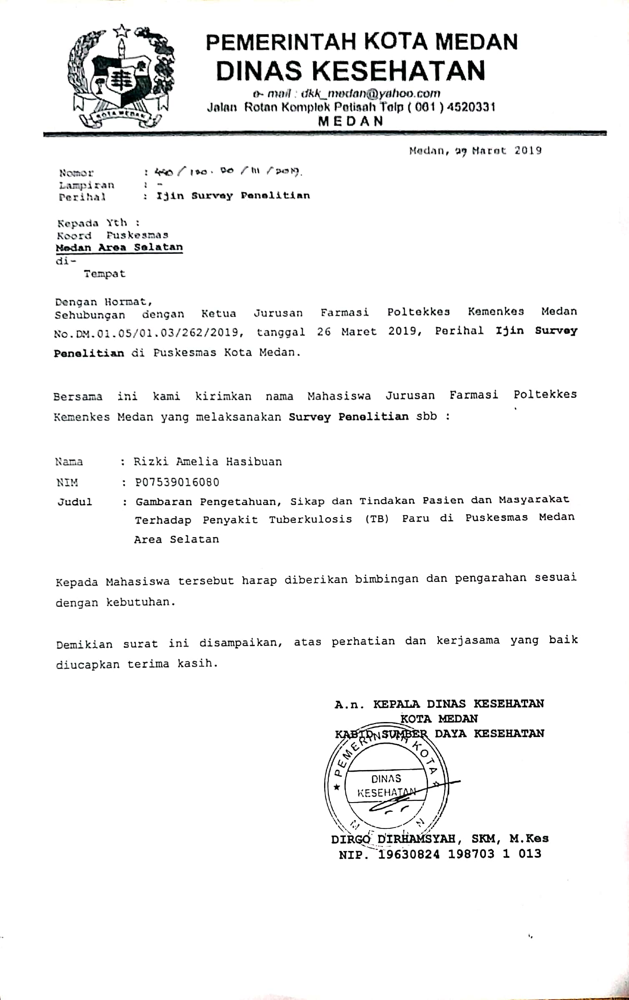 PEMERINTAH KOTA MEDAN
DINAS KESEHATAN
e- mail : dkk_medan@yahoo.com
Jalan Rotan Komplek Petisah Telp ( 061 ) 4520331
MEDAN
KOTA MEDAN
Medan, Maret 2019
Nomor : 440 / / III / 2019.
Lampiran : -
Perihal : Ijin Survey Penelitian
Kepada Yth :
Koord Puskesmas
Medan Area Selatan
di-
Tempat
Dengan Hormat,
Sehubungan dengan Ketua Jurusan Farmasi Poltekkes Kemenkes Medan
No.DM.01.05/01.03/262/2019, tanggal 26 Maret 2019, Perihal Ijin Survey
Penelitian di Puskesmas Kota Medan.
Bersama ini kami kirimkan nama Mahasiswa Jurusan Farmasi Poltekkes
Kemenkes Medan yang melaksanakan Survey Penelitian sbb :
Nama : Rizki Amelia Hasibuan
NIM : P07539016080
Judul : Gambaran Pengetahuan, Sikap dan Tindakan Pasien dan Masyarakat
Terhadap Penyakit Tuberkulosis (TB) Paru di Puskesmas Medan
Area Selatan
Kepada Mahasiswa tersebut harap diberikan bimbingan dan pengarahan sesuai
dengan kebutuhan.
Demikian surat ini disampaikan, atas perhatian dan kerjasama yang baik
diucapkan terima kasih.
A.n. KEPALA DINAS KESEHATAN
KOTA MEDAN
KABID SUMBER DAYA KESEHATAN
PEMERINTAH KOTA
DINAS
KESEHATAN
MEDAN
DIRGO DIRHAMSYAH, SKM, M.Kes
NIP. 19630824 198703 1 013